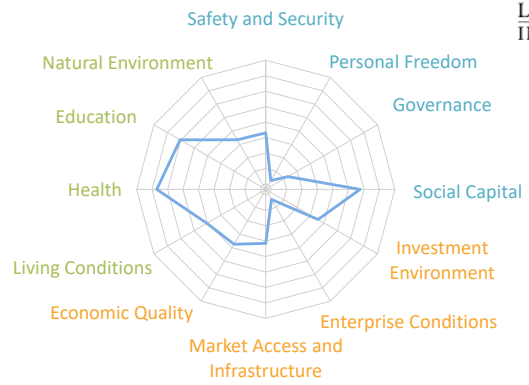 Safety and Security
Natural Environment
Personal Freedom
Education
Governance
Health
Social Capital
Investment
Environment
Living Conditions
Economic Quality
Enterprise Conditions
Market Access and
Infrastructure